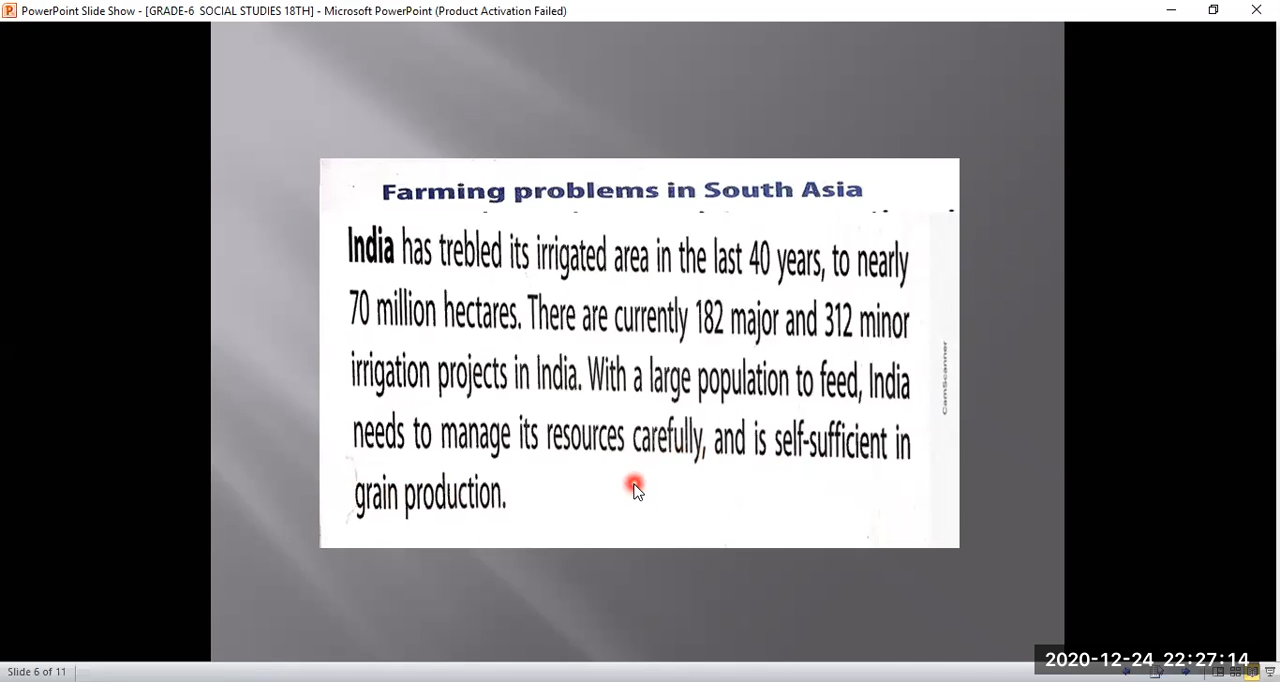 PowerPoint Slide Show - [GRADE-6 SOCIAL STUDIES 18TH] - Microsoft PowerPoint (Product Activation Failed)
Farming problems in South Asia
India has trebled its irrigated area in the last 40 years, to nearly
70 million hectares. There are currently 182 major and 312 minor
irrigation projects in India. With a large population to feed, India
needs to manage its resources carefully, and is self-sufficient in
grain production.
CamScanner
Slide 6 of 11
2020-12-24 22:27:14